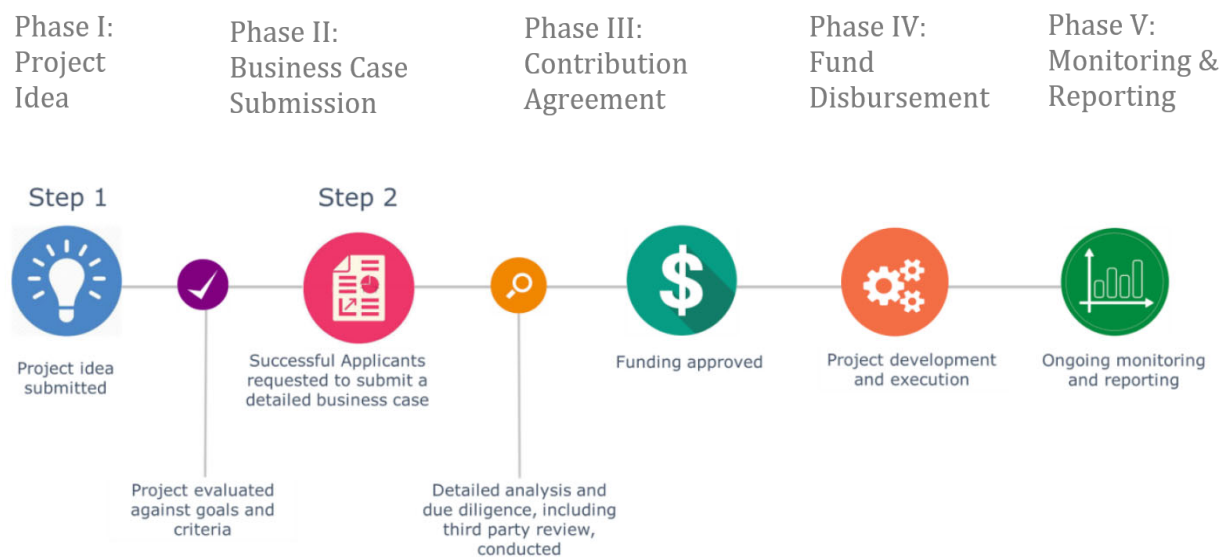 Phase I:
Project
Idea
Phase II:
Business Case
Submission
Phase III:
Contribution
Agreement
Phase IV:
Fund
Disbursement
Phase V:
Monitoring &
Reporting
Step 1
Step 2
$
Project idea
submitted
Successful Applicants
requested to submit a
detailed business case
Funding approved
Project development
and execution
Ongoing monitoring
and reporting
Project evaluated
against goals and
criteria
Detailed analysis and
due diligence, including
third party review,
conducted